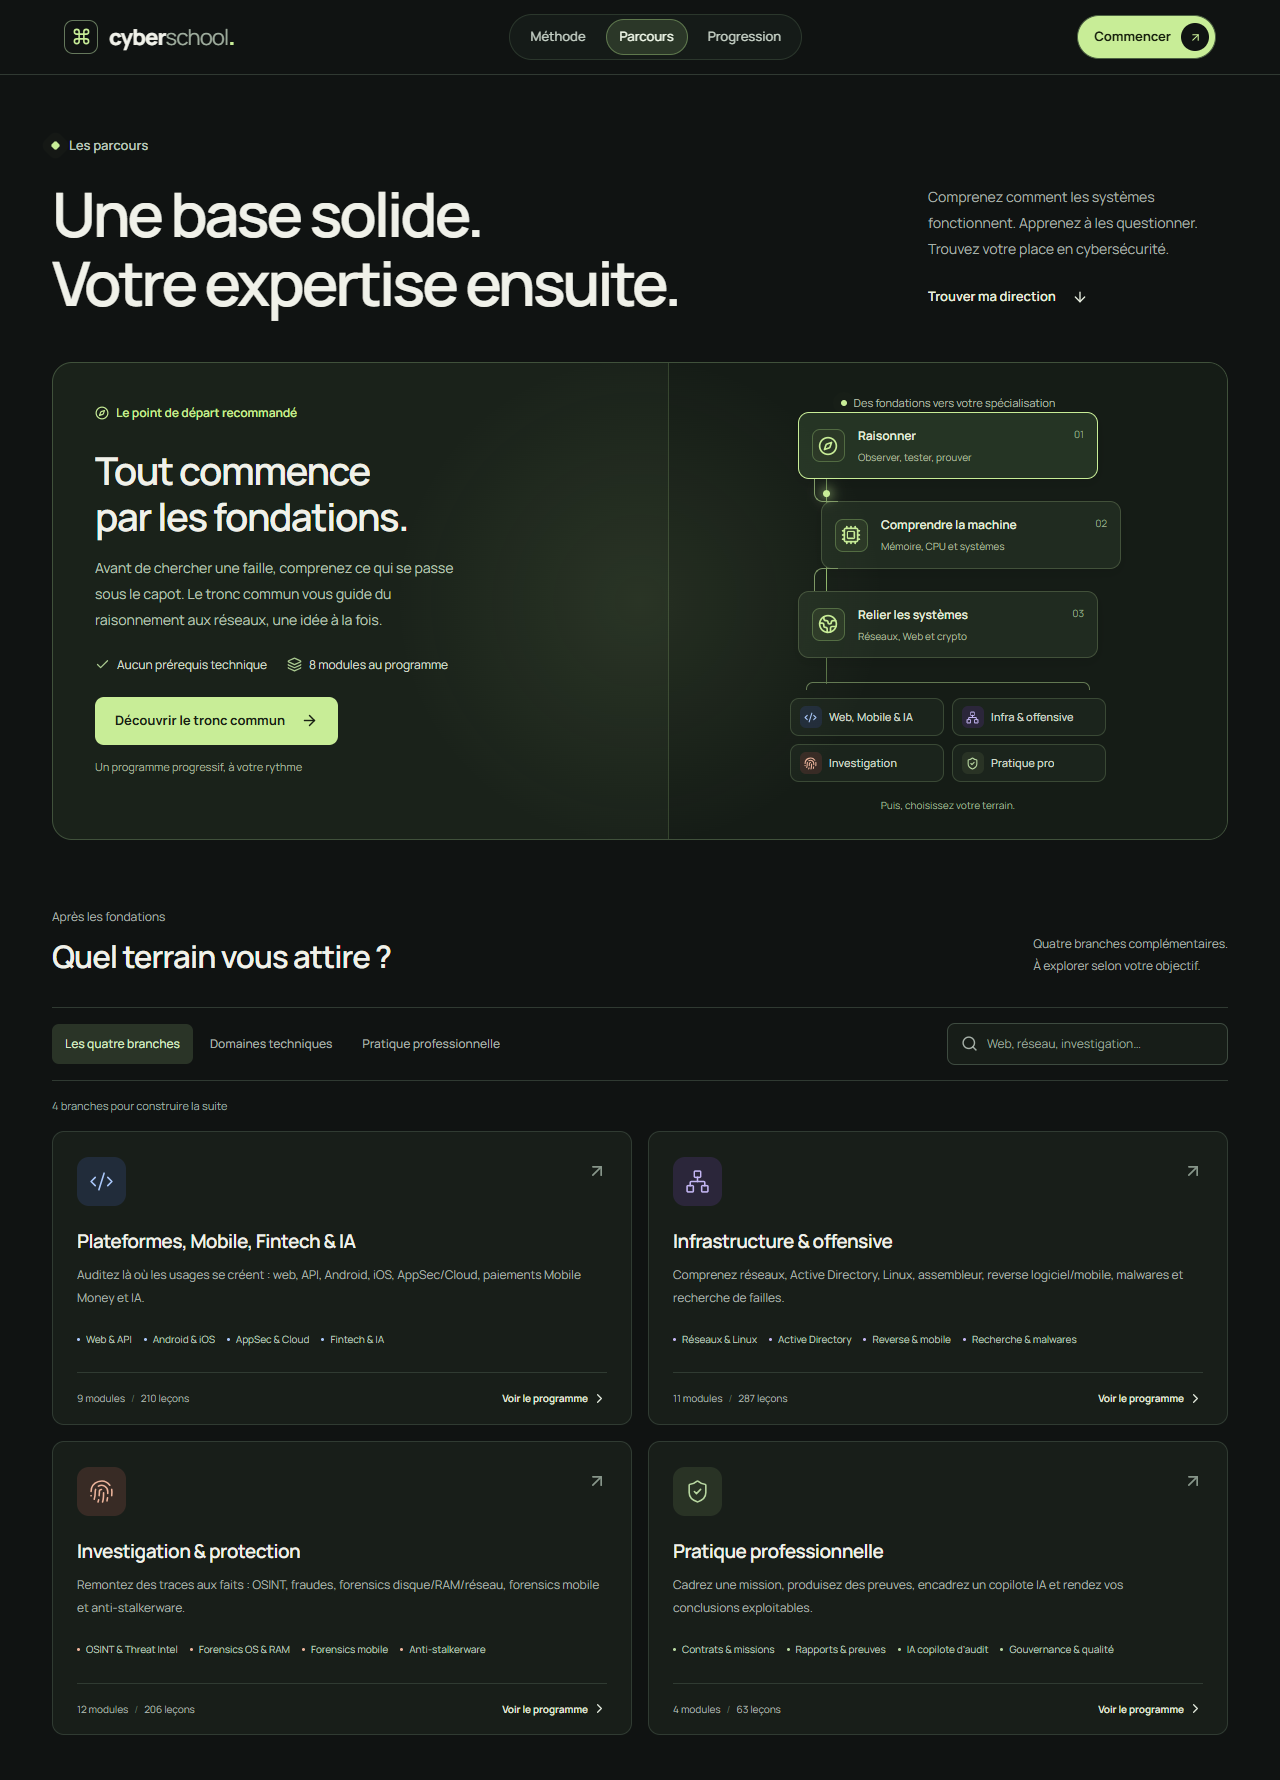 cyberschool.
Méthode
Parcours
Progression
Commencer
Les parcours
Une base solide.
Votre expertise ensuite.
Comprenez comment les systèmes
fonctionnent. Apprenez à les questionner.
Trouvez votre place en cybersécurité.
Trouver ma direction
Le point de départ recommandé
Tout commence
par les fondations.
Avant de chercher une faille, comprenez ce qui se passe
sous le capot. Le tronc commun vous guide du
raisonnement aux réseaux, une idée à la fois.
Aucun prérequis technique
8 modules au programme
Découvrir le tronc commun
Un programme progressif, à votre rythme
Des fondations vers votre spécialisation
Raisonner
01
Observer, tester, prouver
Comprendre la machine
02
Mémoire, CPU et systèmes
Relier les systèmes
03
Réseaux, Web et crypto
Web, Mobile & IA
Infra & offensive
Investigation
Pratique pro
Puis, choisissez votre terrain.
Après les fondations
Quel terrain vous attire ?
Quatre branches complémentaires.
À explorer selon votre objectif.
Les quatre branches
Domaines techniques
Pratique professionnelle
Web, réseau, investigation…
4 branches pour construire la suite
Plateformes, Mobile, Fintech & IA
Auditez là où les usages se créent : web, API, Android, iOS, AppSec/Cloud, paiements Mobile
Money et IA.
Web & API
Android & iOS
AppSec & Cloud
Fintech & IA
9 modules / 210 leçons
Voir le programme
Infrastructure & offensive
Comprenez réseaux, Active Directory, Linux, assembleur, reverse logiciel/mobile, malwares et
recherche de failles.
Réseaux & Linux
Active Directory
Reverse & mobile
Recherche & malwares
11 modules / 287 leçons
Voir le programme
Investigation & protection
Remontez des traces aux faits : OSINT, fraudes, forensics disque/RAM/réseau, forensics mobile
et anti-stalkerware.
OSINT & Threat Intel
Forensics OS & RAM
Forensics mobile
Anti-stalkerware
12 modules / 206 leçons
Voir le programme
Pratique professionnelle
Cadrez une mission, produisez des preuves, encadrez un copilote IA et rendez vos
conclusions exploitables.
Contrats & missions
Rapports & preuves
IA copilote d'audit
Gouvernance & qualité
4 modules / 63 leçons
Voir le programme